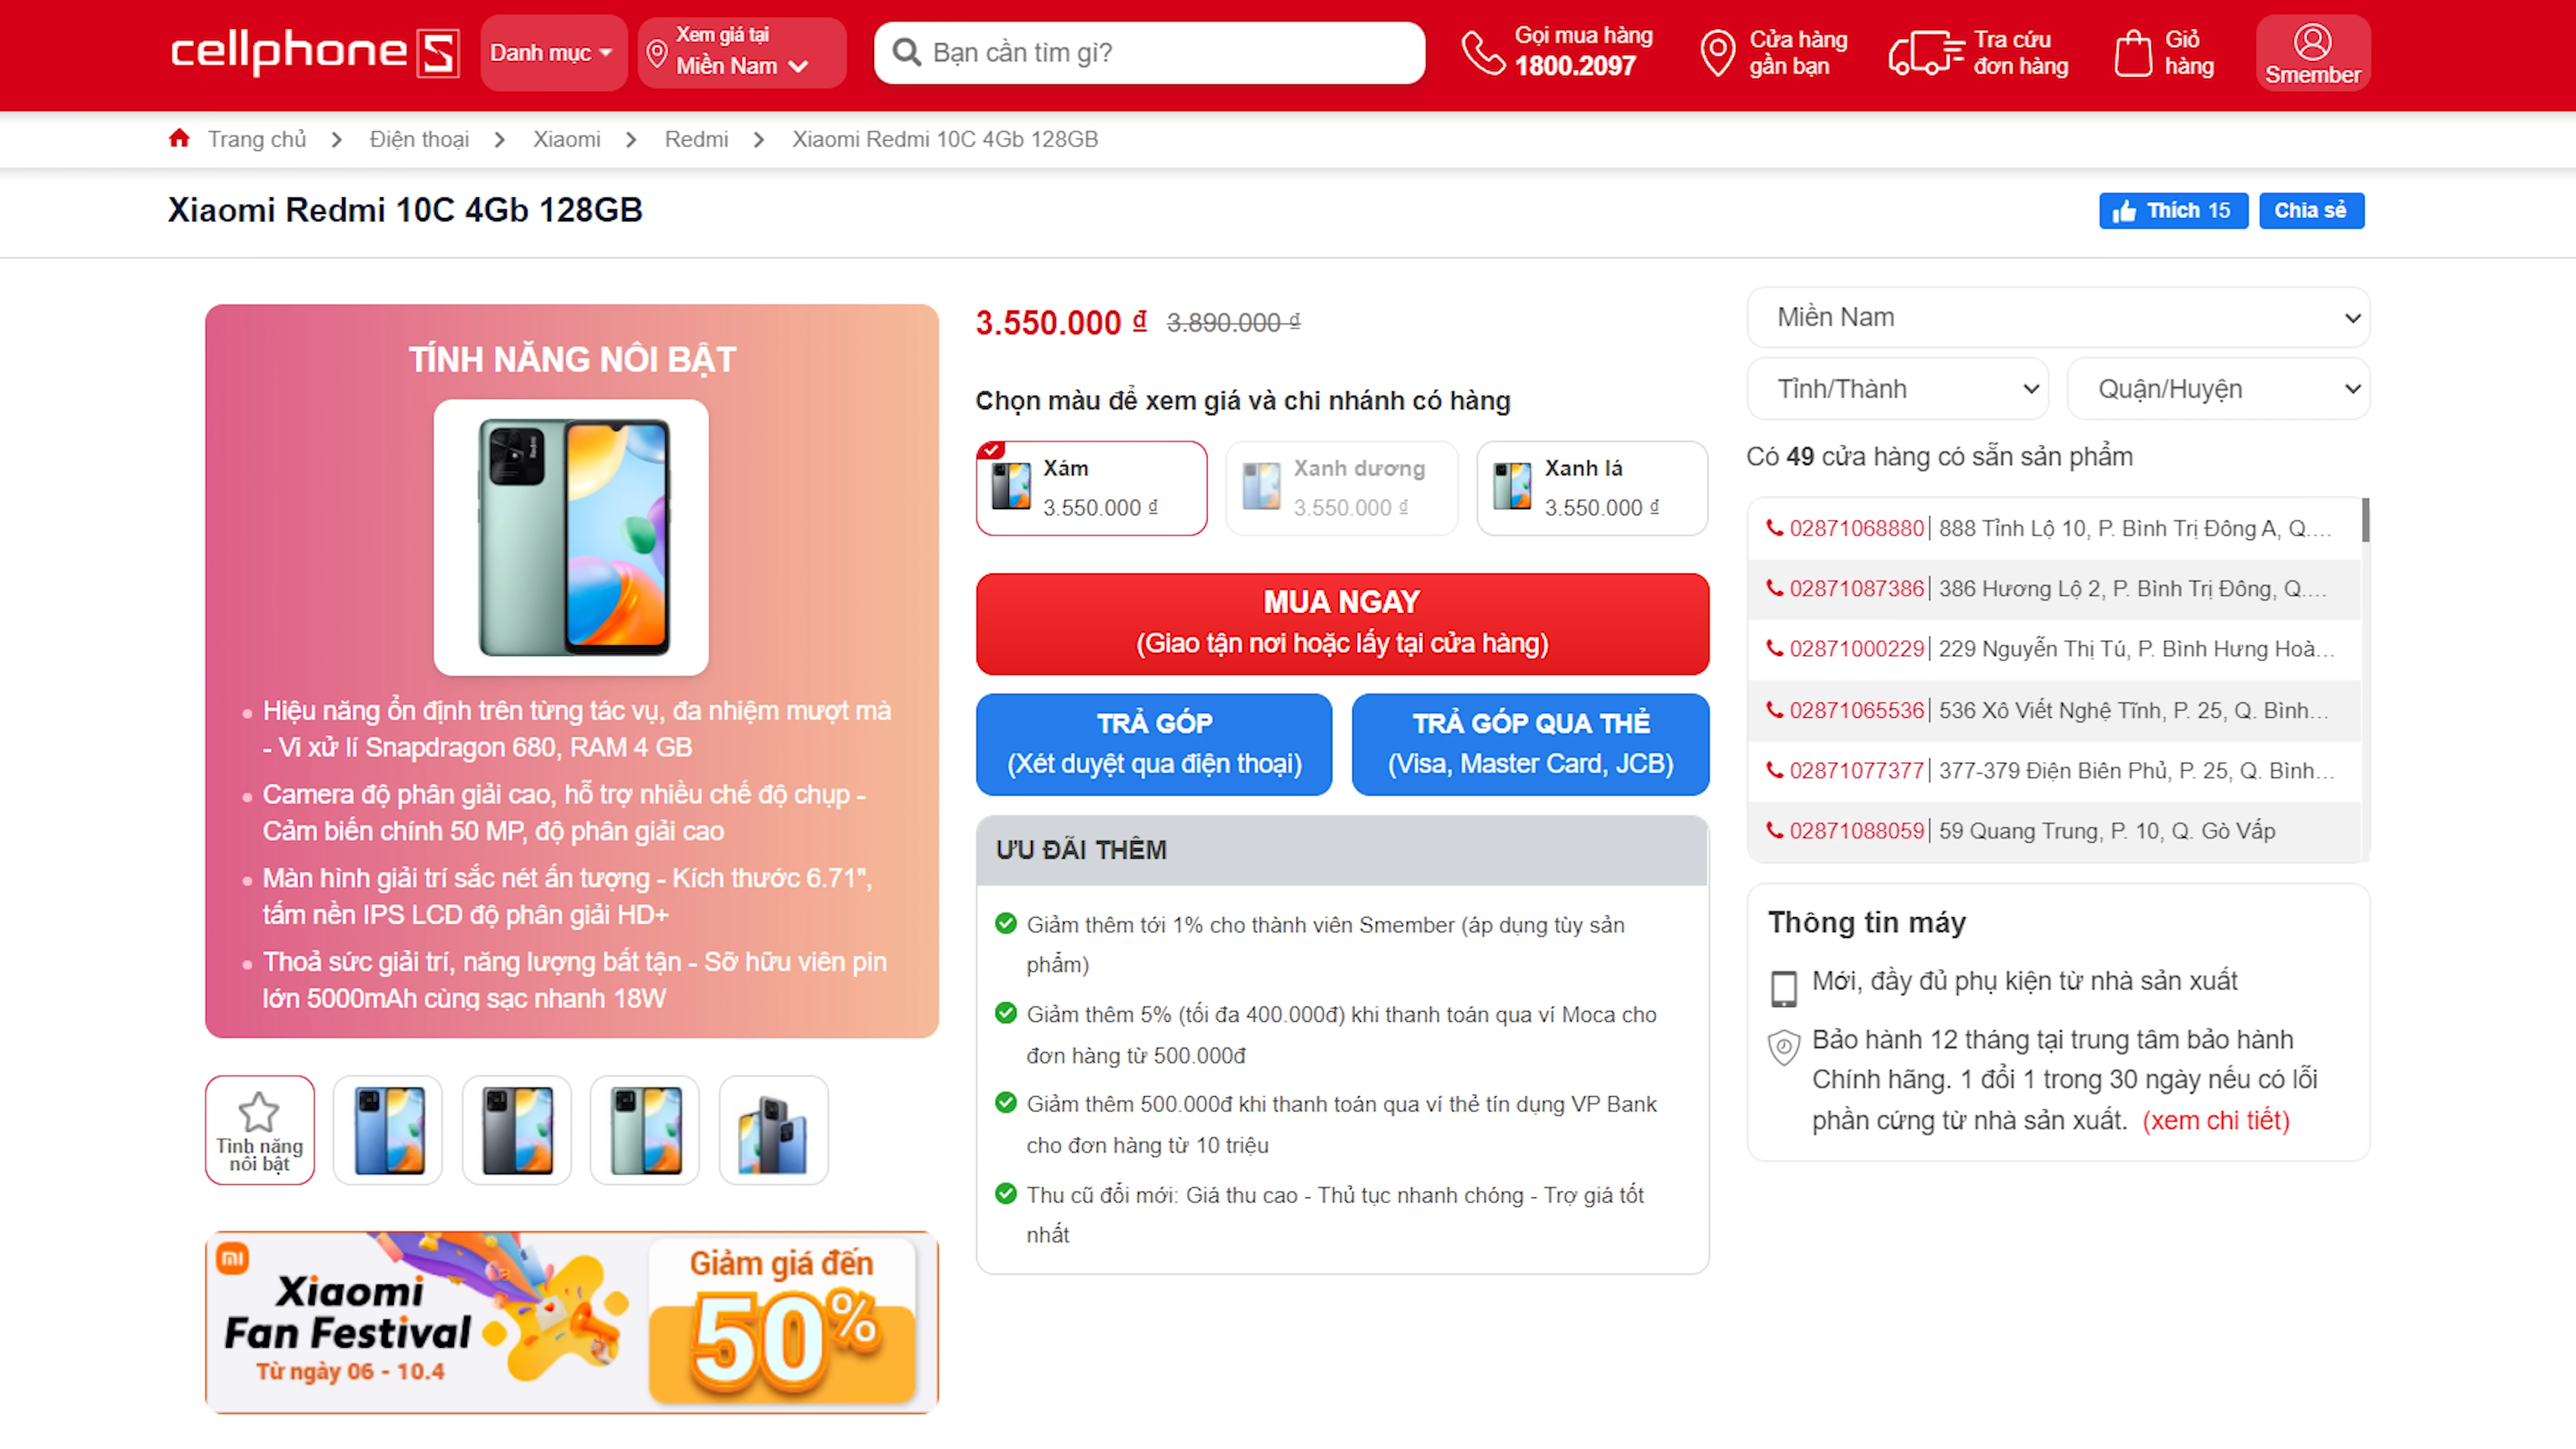 cellphoneS
Danh mục
Xem giá tại
Miền Nam
Bạn cần tìm gì?
Gọi mua hàng
1800.2097
Cửa hàng
gần bạn
Tra cứu
đơn hàng
Giỏ
hàng
Smember
Trang chủ > Điện thoại > Xiaomi > Redmi > Xiaomi Redmi 10C 4Gb 128GB
Xiaomi Redmi 10C 4Gb 128GB
Thích 15
Chia sẻ
TÍNH NĂNG NỔI BẬT
Hiệu năng ổn định trên từng tác vụ, đa nhiệm mượt mà
- Vi xử lí Snapdragon 680, RAM 4 GB
Camera độ phân giải cao, hỗ trợ nhiều chế độ chụp -
Cảm biến chính 50 MP, độ phân giải cao
Màn hình giải trí sắc nét ấn tượng - Kích thước 6.71",
tấm nền IPS LCD độ phân giải HD+
Thoả sức giải trí, năng lượng bất tận - Sỡ hữu viên pin
lớn 5000mAh cùng sạc nhanh 18W
Tính năng
nổi bật
mi
Xiaomi
Fan Festival
Từ ngày 06 - 10.4
Giảm giá đến
50%
3.550.000 ₫ 3.890.000 ₫
Chọn màu để xem giá và chi nhánh có hàng
Xám
3.550.000 ₫
Xanh dương
3.550.000 ₫
Xanh lá
3.550.000 ₫
MUA NGAY
(Giao tận nơi hoặc lấy tại cửa hàng)
TRẢ GÓP
(Xét duyệt qua điện thoại)
TRẢ GÓP QUA THẺ
(Visa, Master Card, JCB)
ƯU ĐÃI THÊM
Giảm thêm tới 1% cho thành viên Smember (áp dụng tùy sản
phẩm)
Giảm thêm 5% (tối đa 400.000đ) khi thanh toán qua ví Moca cho
đơn hàng từ 500.000đ
Giảm thêm 500.000đ khi thanh toán qua ví thẻ tín dụng VP Bank
cho đơn hàng từ 10 triệu
Thu cũ đổi mới: Giá thu cao - Thủ tục nhanh chóng - Trợ giá tốt
nhất
Miền Nam
Tỉnh/Thành
Quận/Huyện
Có 49 cửa hàng có sẵn sản phẩm
02871068880| 888 Tỉnh Lộ 10, P. Bình Trị Đông A, Q....
02871087386| 386 Hương Lộ 2, P. Bình Trị Đông, Q....
02871000229| 229 Nguyễn Thị Tú, P. Bình Hưng Hoà...
02871065536| 536 Xô Viết Nghệ Tĩnh, P. 25, Q. Bình...
02871077377| 377-379 Điện Biên Phủ, P. 25, Q. Bình...
02871088059| 59 Quang Trung, P. 10, Q. Gò Vấp
Thông tin máy
Mới, đầy đủ phụ kiện từ nhà sản xuất
Bảo hành 12 tháng tại trung tâm bảo hành
Chính hãng. 1 đổi 1 trong 30 ngày nếu có lỗi
phần cứng từ nhà sản xuất. (xem chi tiết)